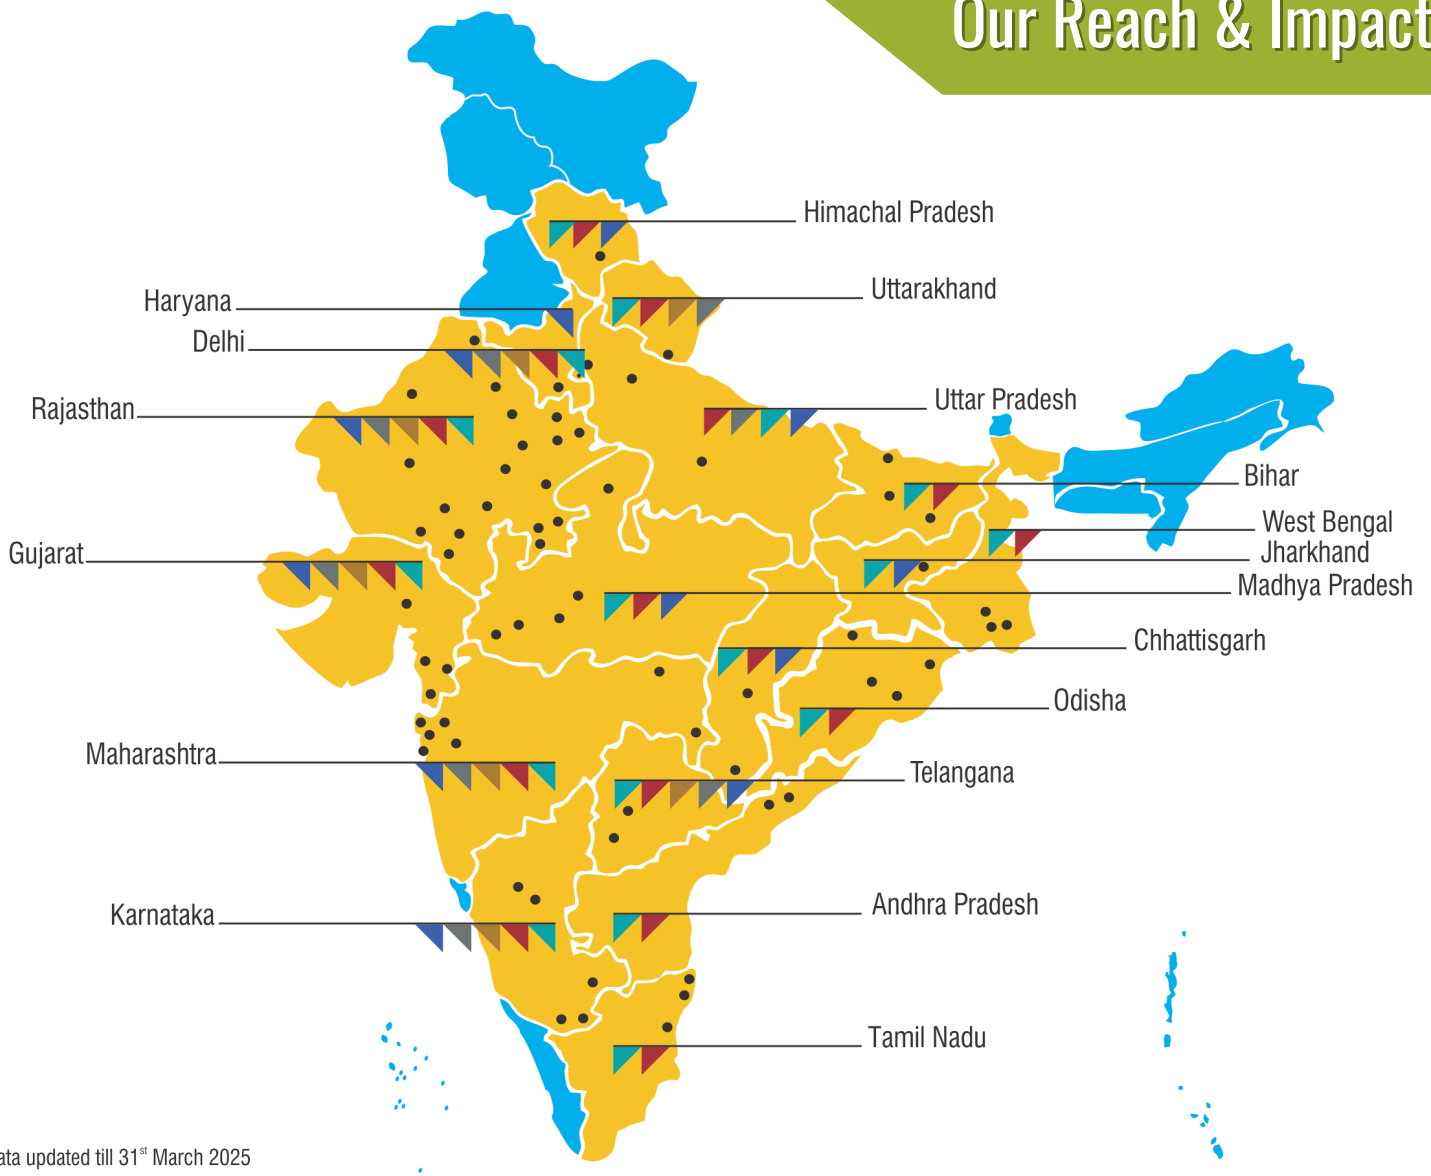 Our Reach & Impact
Himachal Pradesh
Uttarakhand
Haryana
Delhi
Rajasthan
Uttar Pradesh
Bihar
West Bengal
Jharkhand
Gujarat
Madhya Pradesh
Chhattisgarh
Odisha
Maharashtra
Telangana
Karnataka
Andhra Pradesh
Tamil Nadu
ata updated till 31st March 2025